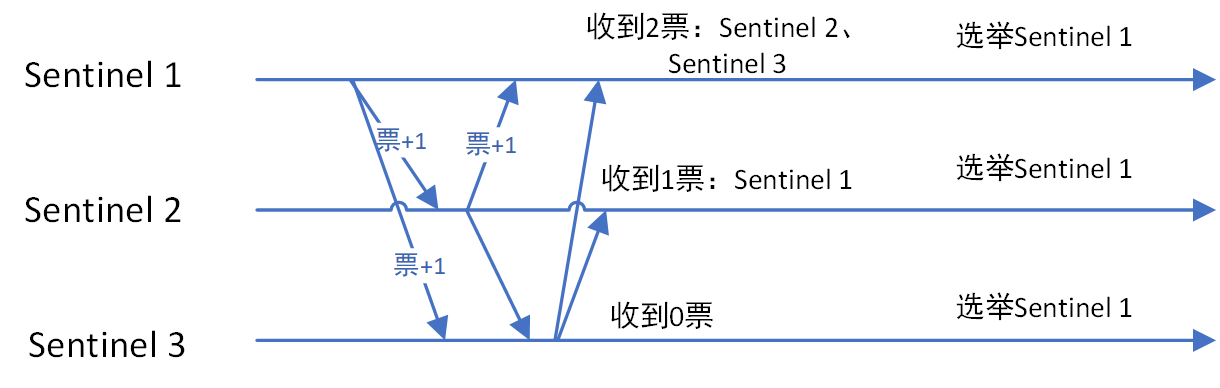 收到2票：Sentinel 2、 选举Sentinel 1
Sentinel 3
Sentinel 1
票+1 票+1
收到1票：Sentinel 1 选举Sentinel 1
Sentinel 2
票+1
收到0票 选举Sentinel 1
Sentinel 3